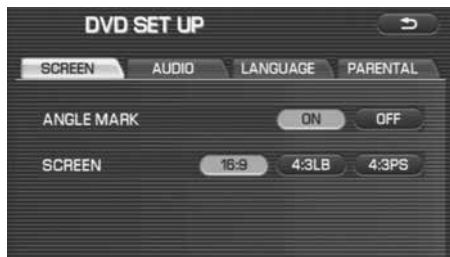 DVD SET UP
SCREEN AUDIO LANGUAGE PARENTAL
ANGLE MARK ON OFF
SCREEN 16:9 4:3LB 4:3PS